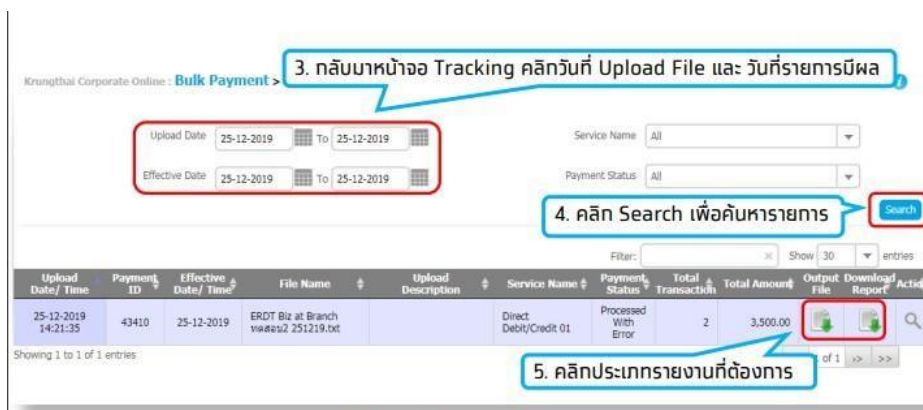 3. กลับมาหน้าจอ Tracking คลิกวันที่ Upload File และ วันที่รายการมีผล
Krungthai Corporate Online : Bulk Payment >
Upload Date 25-12-2019 To 25-12-2019
Service Name All
Effective Date 25-12-2019 To 25-12-2019
Payment Status All
4. คลิก Search เพื่อค้นหารายการ
Search
Filter: Show 30 entries
Upload Date/ Time Payment ID Effective Date/ Time File Name Upload Description Service Name Payment Status Total Transaction Total Amount Output File Download Report
25-12-2019 14:21:35 43410 25-12-2019 ERDT Biz at Branch ทดสอบ2 251219.txt Direct Debit/Credit 01 Processed With Error 2 3,500.00
Showing 1 to 1 of 1 entries
of 1 >> >>
5. คลิกประเภทรายงานที่ต้องการ